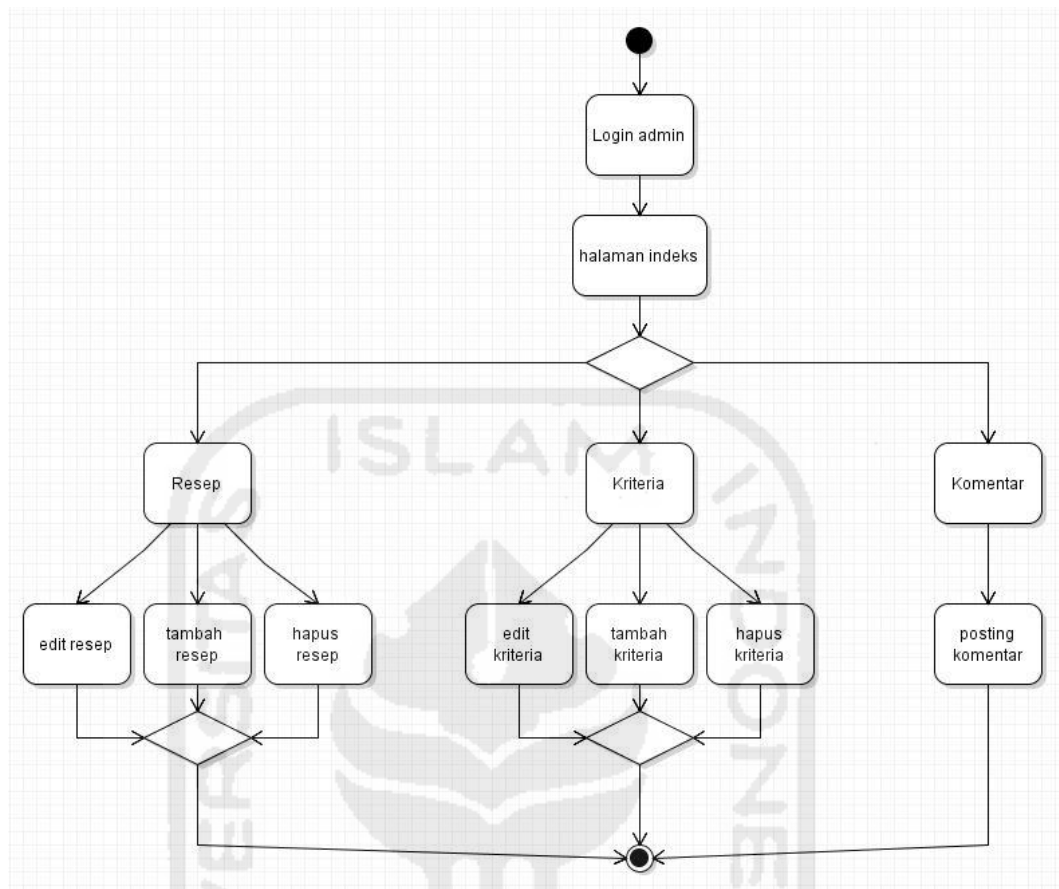 Login admin
halaman indeks
Resep
Kriteria
Komentar
edit resep
tambah
resep
hapus
resep
edit
kriteria
tambah
kriteria
hapus
kriteria
posting
komentar
ISLAM